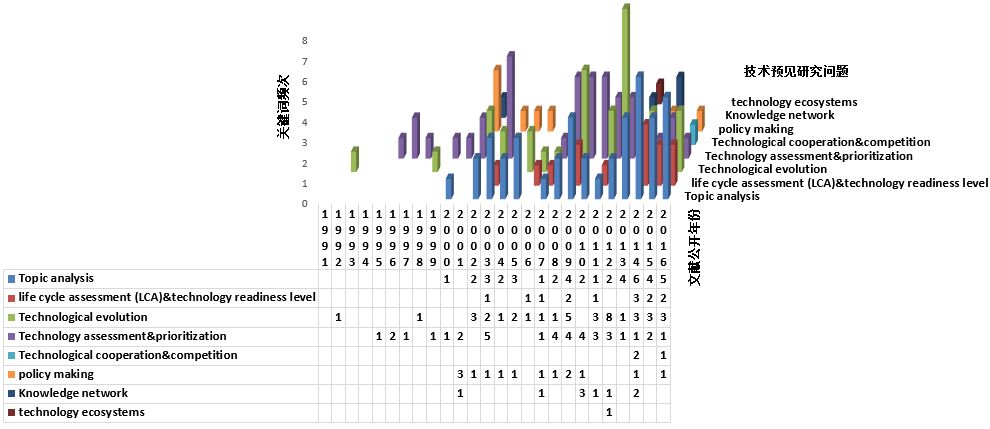 8
7
6
5
4
3
2
1
0
关键词频次
技术预见研究问题
technology ecosystems
Knowledge network
policy making
Technological cooperation&competition
Technology assessment&prioritization
Technological evolution
life cycle assessment (LCA)&technology readiness level
Topic analysis
文献公开年份
1991 1992 1993 1994 1995 1996 1997 1998 1999 2000 2001 2002 2003 2004 2005 2006 2007 2008 2009 2010 2011 2012 2013 2014 2015 2016
Topic analysis 1 2 3 2 3 1 2 4 2 1 2 4 6 4 5
life cycle assessment (LCA)&technology readiness level 1 1 1 2 1 3 2 2
Technological evolution 1 1 3 2 1 2 1 1 1 5 3 8 1 3 3 3
Technology assessment&prioritization 1 2 1 1 1 2 5 1 4 4 4 3 3 1 1 2 1
Technological cooperation&competition 2 1
policy making 3 1 1 1 1 1 1 2 1 1 1
Knowledge network 1 1 3 1 1 2
technology ecosystems 1